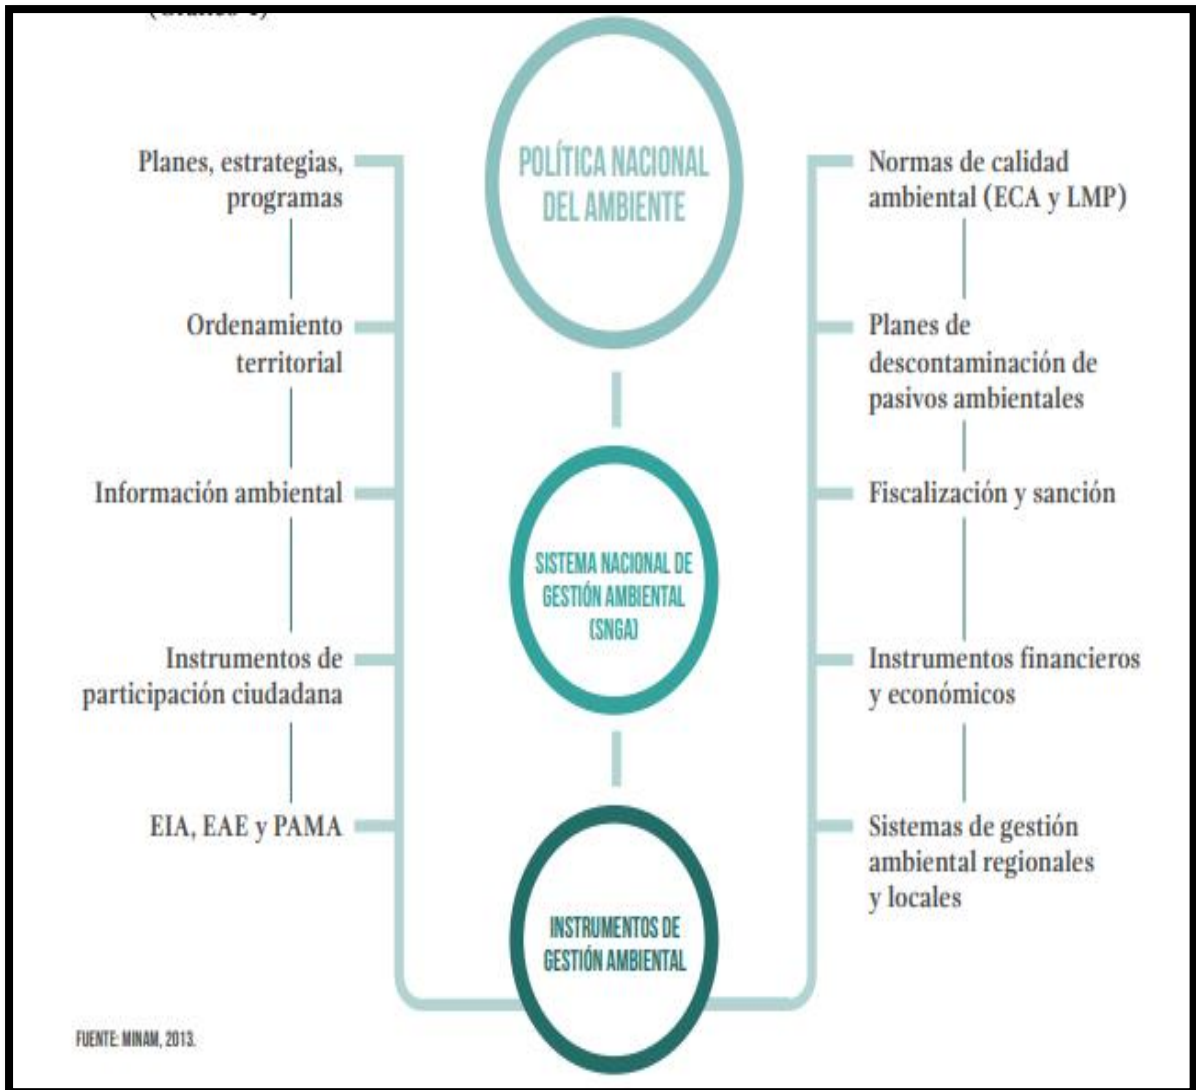 POLÍTICA NACIONAL
DEL AMBIENTE
SISTEMA NACIONAL DE
GESTIÓN AMBIENTAL
(SNGA)
INSTRUMENTOS DE
GESTIÓN AMBIENTAL
Planes, estrategias,
programas
Ordenamiento
territorial
Información ambiental
Instrumentos de
participación ciudadana
EIA, EAE y PAMA
Normas de calidad
ambiental (ECA y LMP)
Planes de
descontaminación de
pasivos ambientales
Fiscalización y sanción
Instrumentos financieros
y económicos
Sistemas de gestión
ambiental regionales
y locales
FUENTE: MINAM, 2013.